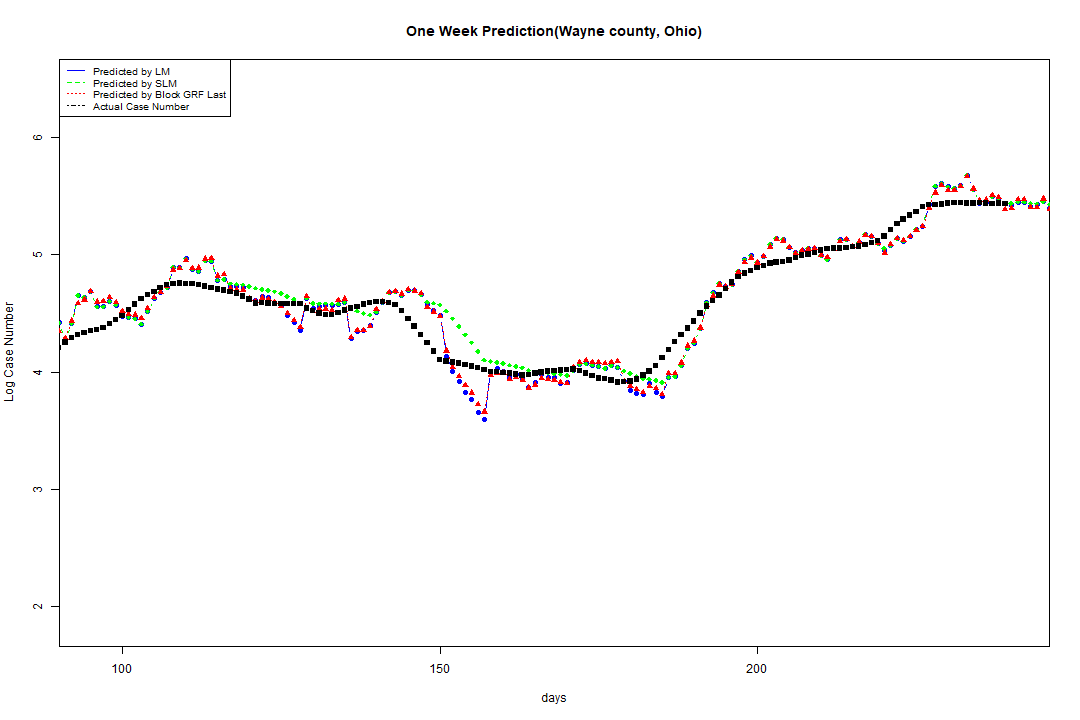 One Week Prediction(Wayne county, Ohio)
Predicted by LM
Predicted by SLM
Predicted by Block GRF Last
Actual Case Number
6
5
4
3
2
Log Case Number
100
150
200
days